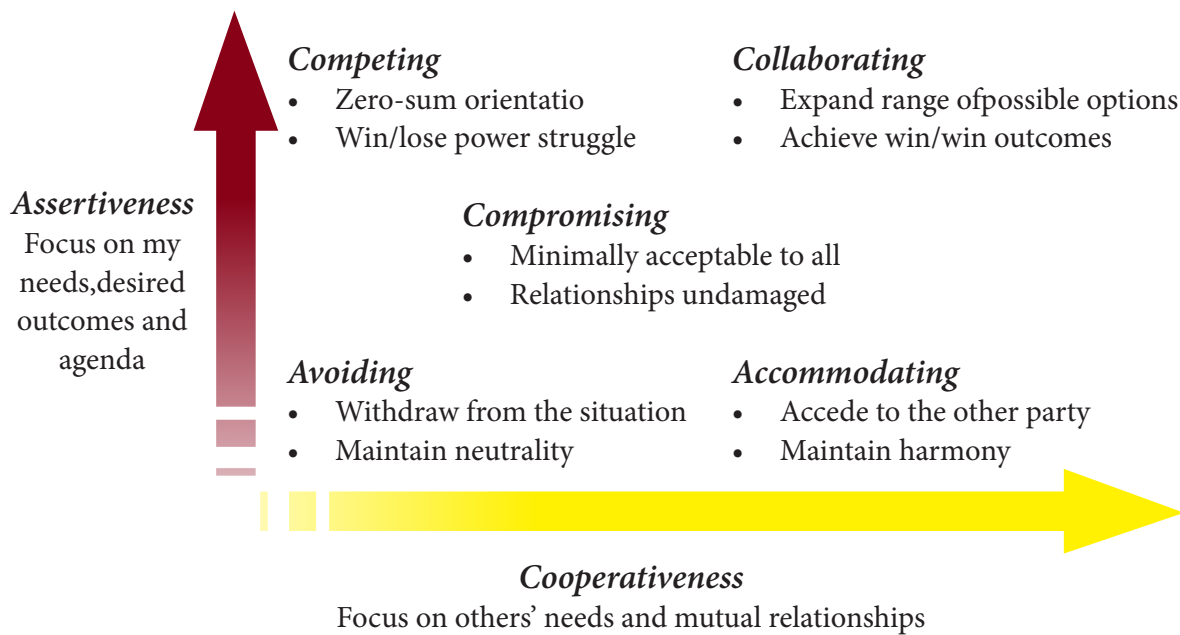 Competing
• Zero-sum orientatio
• Win/lose power struggle
Collaborating
• Expand range ofpossible options
• Achieve win/win outcomes
Assertiveness
Focus on my
needs,desired
outcomes and
agenda
Compromising
• Minimally acceptable to all
• Relationships undamaged
Avoiding
• Withdraw from the situation
• Maintain neutrality
Accommodating
• Accede to the other party
• Maintain harmony
Cooperativeness
Focus on others’ needs and mutual relationships